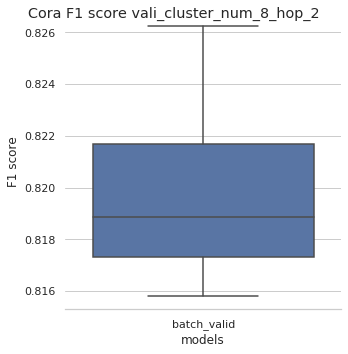 Cora F1 score vali_cluster_num_8_hop_2
0.826
0.824
0.822
0.820
0.818
0.816
F1 score
batch_valid
models